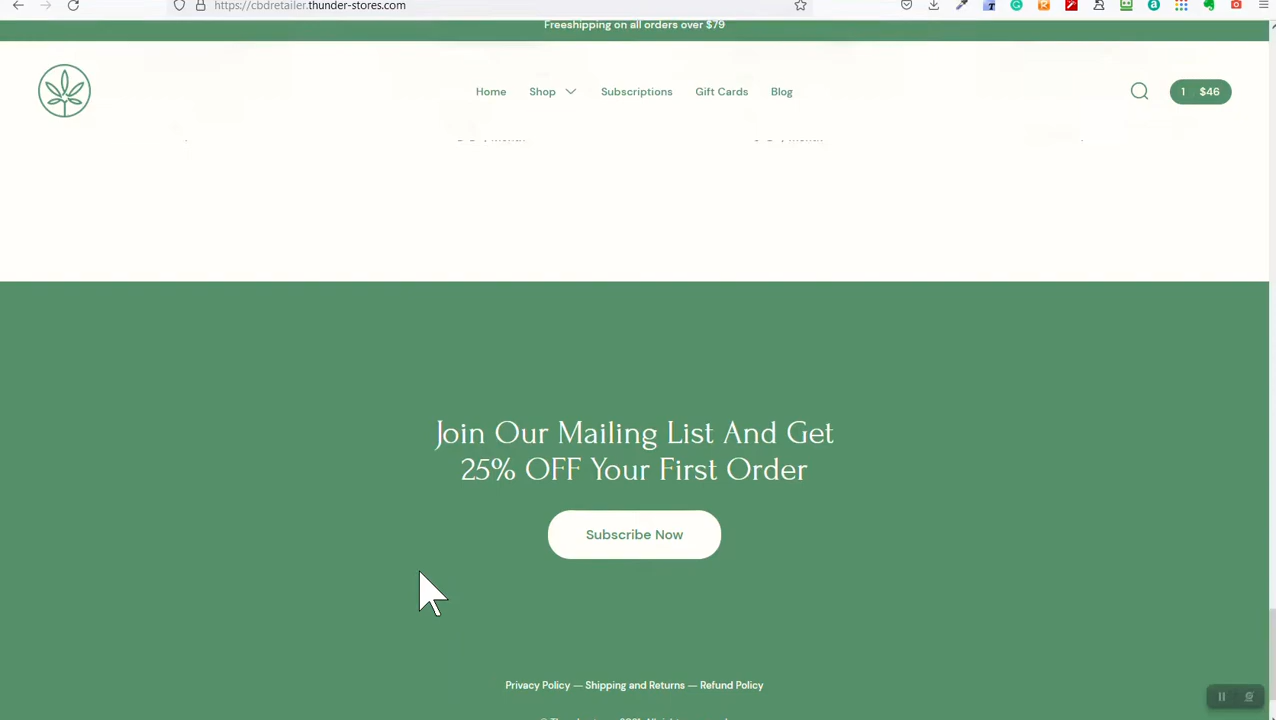 https://cbdretailer.thunder-stores.com
Freeshipping on all orders over $79
Home Shop Subscriptions Gift Cards Blog
1 $46
Join Our Mailing List And Get
25% OFF Your First Order
Subscribe Now
Privacy Policy — Shipping and Returns — Refund Policy